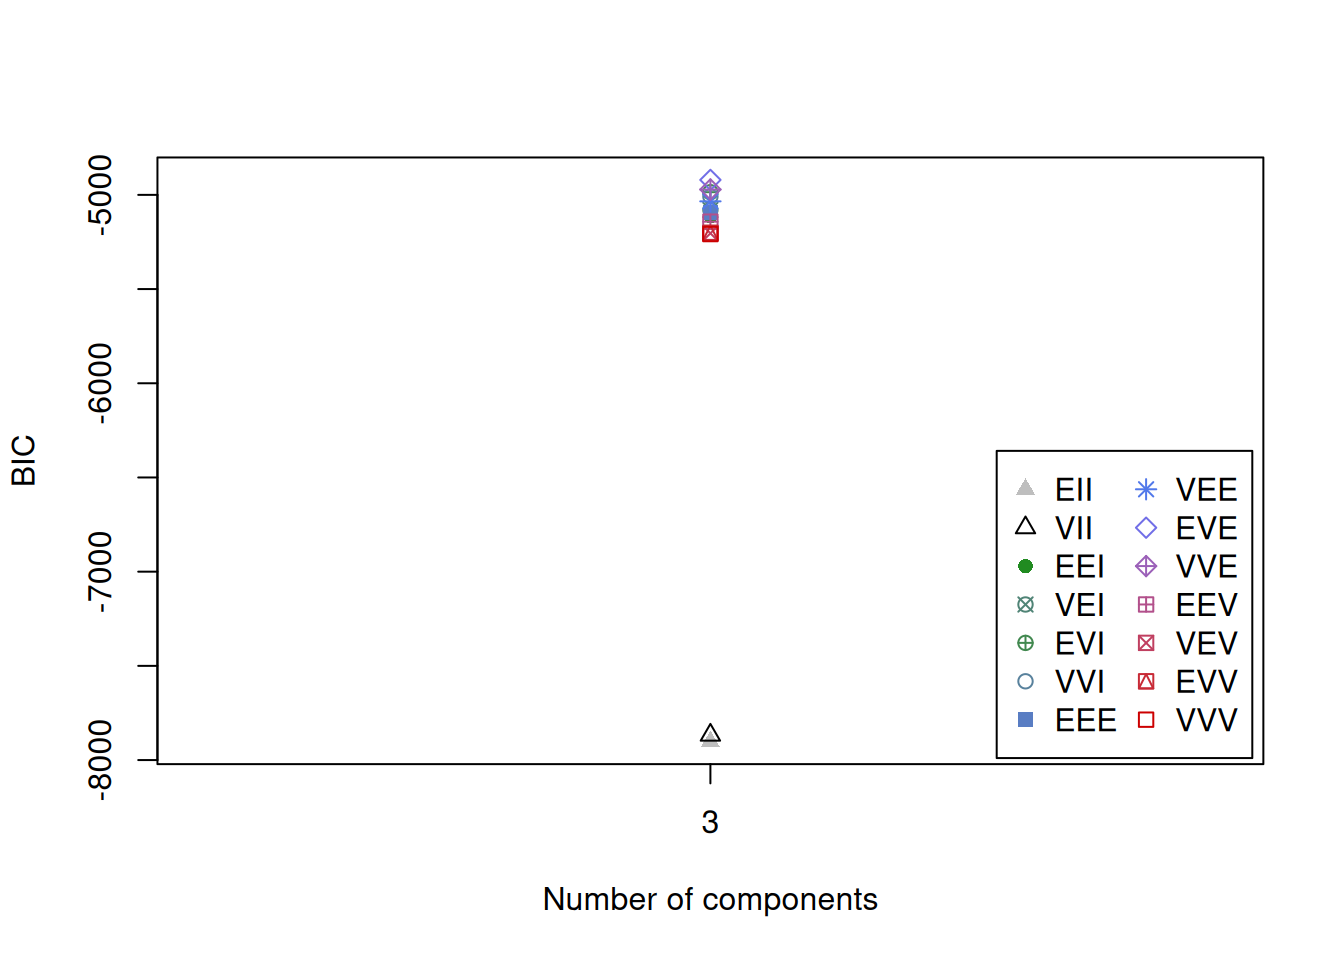 -5000
-6000
-7000
-8000
BIC
3
Number of components
EII VEE
VII EVE
EEI VVE
VEI EEV
EVI VEV
VVI EVV
EEE VVV